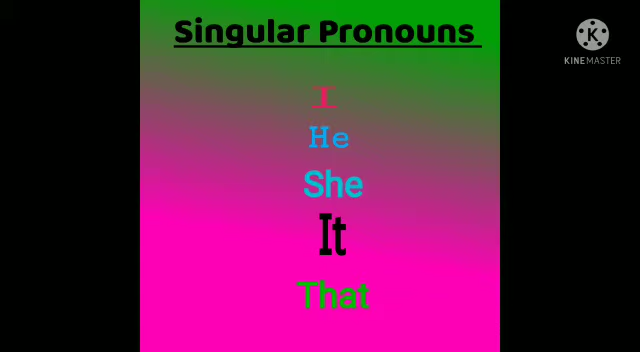 Singular Pronouns
I
He
She
It
That
K
KINEMASTER